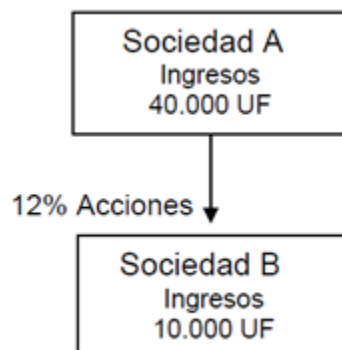 Sociedad A
Ingresos
40.000 UF
12% Acciones
Sociedad B
Ingresos
10.000 UF